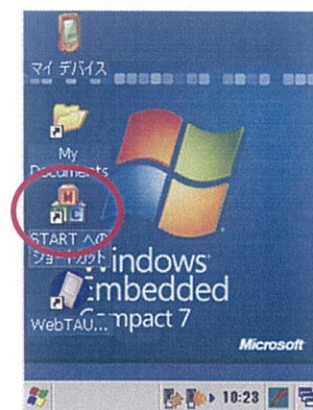 マイ デバイス
My
Documents
START への
ショートカット
WebTAU...
Windows
Embedded
Compact 7
Microsoft
10:23